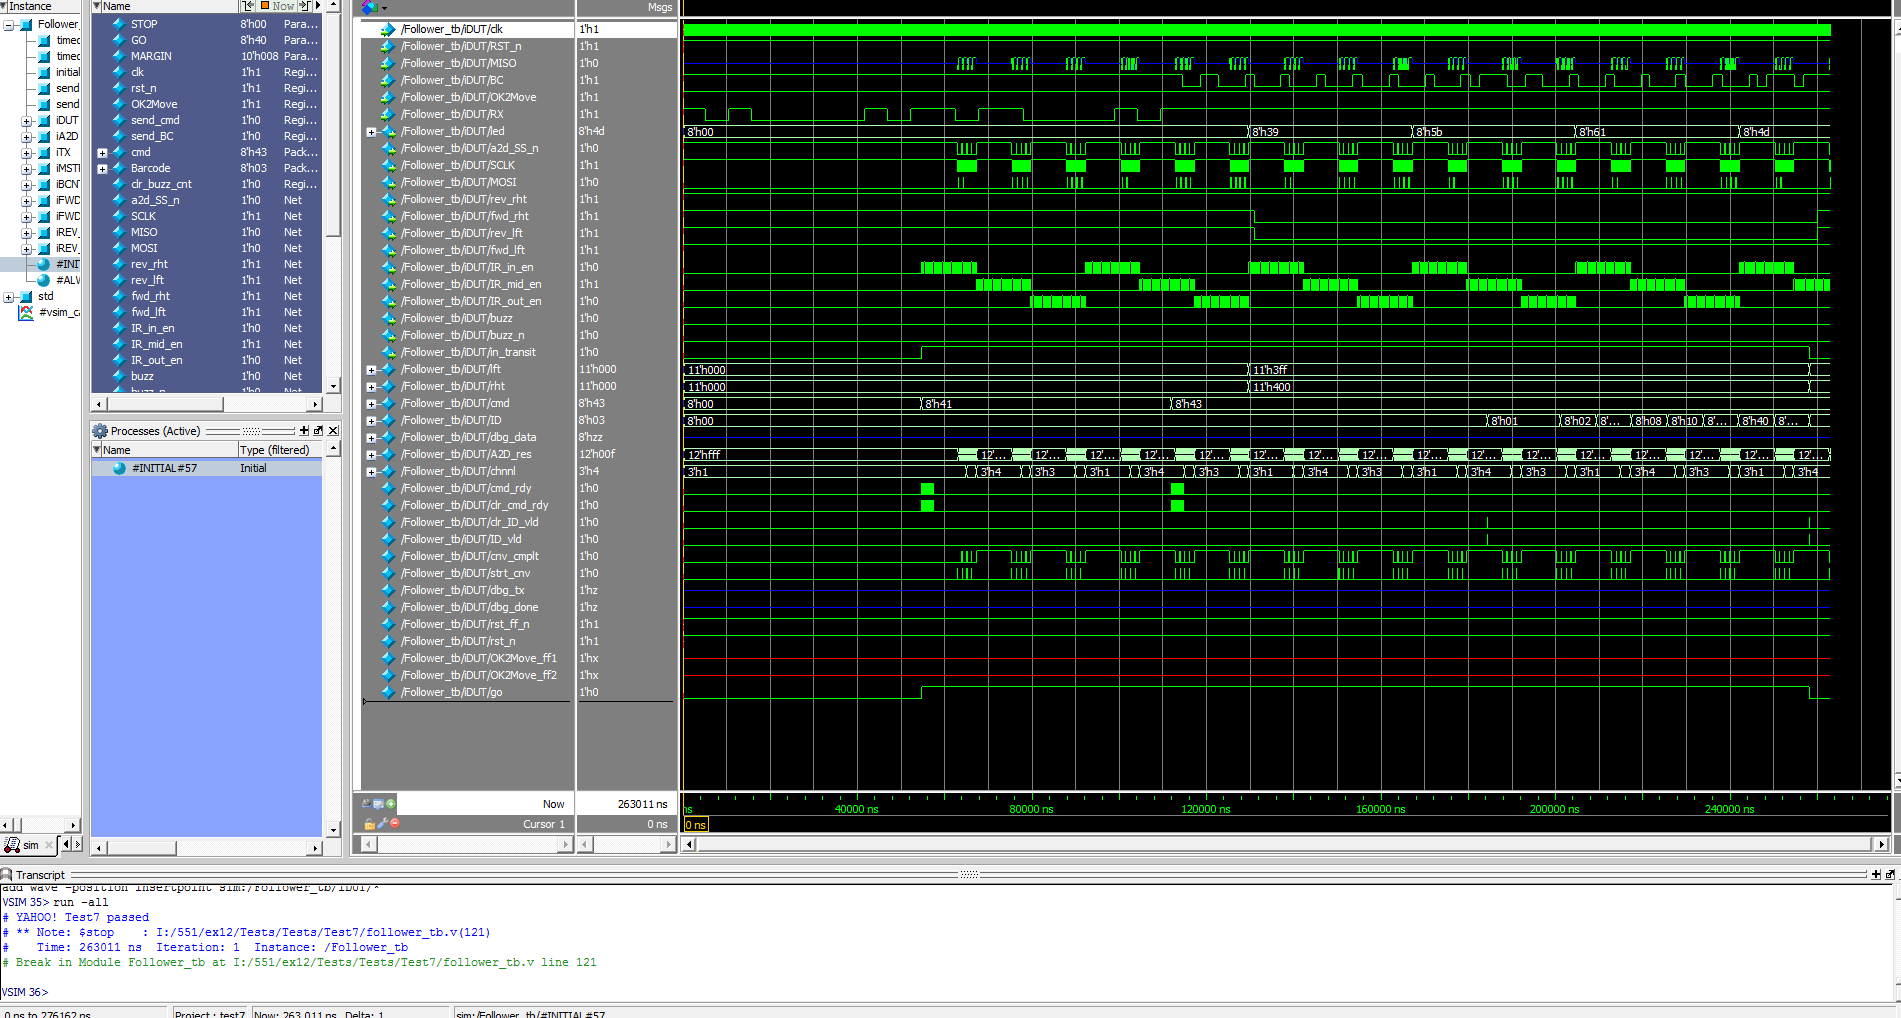 Instance
Follower_
timec
timec
initial
send
send
iDUT
iA2D
iTX
iMSTI
iBCN
iFWD
iFWD
iREV_
iREV_
#INI
#ALW
std
#vsim_ca
sim
Name
Now
STOP 8'h00 Para...
GO 8'h40 Para...
MARGIN 10'h008 Para...
clk 1'h1 Regi...
rst_n 1'h1 Regi...
OK2Move 1'h1 Regi...
send_cmd 1'h0 Regi...
send_BC 1'h0 Regi...
cmd 8'h43 Pack...
Barcode 8'h03 Pack...
clr_buzz_cnt 1'h0 Regi...
a2d_SS_n 1'h0 Net
SCLK 1'h1 Net
MISO 1'h0 Net
MOSI 1'h0 Net
rev_rht 1'h1 Net
rev_lft 1'h1 Net
fwd_rht 1'h1 Net
fwd_lft 1'h1 Net
IR_in_en 1'h0 Net
IR_mid_en 1'h1 Net
IR_out_en 1'h0 Net
buzz 1'h0 Net
buzz_n 1'h0 Net
Processes (Active)
Name Type (filtered)
#INITIAL#57 Initial
Msgs
/Follower_tb/iDUT/clk 1'h1
/Follower_tb/iDUT/RST_n 1'h1
/Follower_tb/iDUT/MISO 1'h0
/Follower_tb/iDUT/BC 1'h1
/Follower_tb/iDUT/OK2Move 1'h1
/Follower_tb/iDUT/RX 1'h1
/Follower_tb/iDUT/led 8'h4d 8'h00 8'h39 8'h5b 8'h61 8'h4d
/Follower_tb/iDUT/a2d_SS_n 1'h0
/Follower_tb/iDUT/SCLK 1'h1
/Follower_tb/iDUT/MOSI 1'h0
/Follower_tb/iDUT/rev_rht 1'h1
/Follower_tb/iDUT/fwd_rht 1'h1
/Follower_tb/iDUT/rev_lft 1'h1
/Follower_tb/iDUT/fwd_lft 1'h1
/Follower_tb/iDUT/IR_in_en 1'h0
/Follower_tb/iDUT/IR_mid_en 1'h1
/Follower_tb/iDUT/IR_out_en 1'h0
/Follower_tb/iDUT/buzz 1'h0
/Follower_tb/iDUT/buzz_n 1'h0
/Follower_tb/iDUT/in_transit 1'h0
/Follower_tb/iDUT/lft 11'h000 11'h000 11'h3ff
/Follower_tb/iDUT/rht 11'h000 11'h000 11'h400
/Follower_tb/iDUT/cmd 8'h43 8'h00 8'h41 8'h43
/Follower_tb/iDUT/ID 8'h03 8'h00 8'h01 8'h02 8'... 8'h08 8'h10 8'... 8'h40 8'...
/Follower_tb/iDUT/dbg_data 8'hzz
/Follower_tb/iDUT/A2D_res 12'h00f 12'hfff 12'... 12'... 12'... 12'... 12'... 12'... 12'... 12'... 12'... 12'... 12'... 12'... 12'... 12'... 12'... 12'...
/Follower_tb/iDUT/chnnl 3'h4 3'h1 3'h4 3'h3 3'h1 3'h4 3'h3 3'h1 3'h4 3'h3 3'h1 3'h4 3'h3 3'h1 3'h4 3'h3 3'h1 3'h4
/Follower_tb/iDUT/cmd_rdy 1'h0
/Follower_tb/iDUT/clr_cmd_rdy 1'h0
/Follower_tb/iDUT/clr_ID_vld 1'h0
/Follower_tb/iDUT/ID_vld 1'h0
/Follower_tb/iDUT/cnv_cmplt 1'h0
/Follower_tb/iDUT/strt_cnv 1'h0
/Follower_tb/iDUT/dbg_tx 1'hz
/Follower_tb/iDUT/dbg_done 1'hz
/Follower_tb/iDUT/rst_ff_n 1'h1
/Follower_tb/iDUT/rst_n 1'h1
/Follower_tb/iDUT/OK2Move_ff1 1'hx
/Follower_tb/iDUT/OK2Move_ff2 1'hx
/Follower_tb/iDUT/go 1'h0
Now 263011 ns ns 40000 ns 80000 ns 120000 ns 160000 ns 200000 ns 240000 ns
Cursor 1 0 ns 0 ns
Transcript
add wave -position insertpoint sim:/Follower_tb/iDUT/*
VSIM 35> run -all
# YAHOO! Test7 passed
# ** Note: $stop : I:/551/ex12/Tests/Tests/Test7/follower_tb.v(121)
# Time: 263011 ns Iteration: 1 Instance: /Follower_tb
# Break in Module Follower_tb at I:/551/ex12/Tests/Tests/Test7/follower_tb.v line 121
VSIM 36>
0 ns to 276162 ns Project : test7 Now: 263,011 ns Delta: 1 sim:/Follower_tb/#INITIAL#57